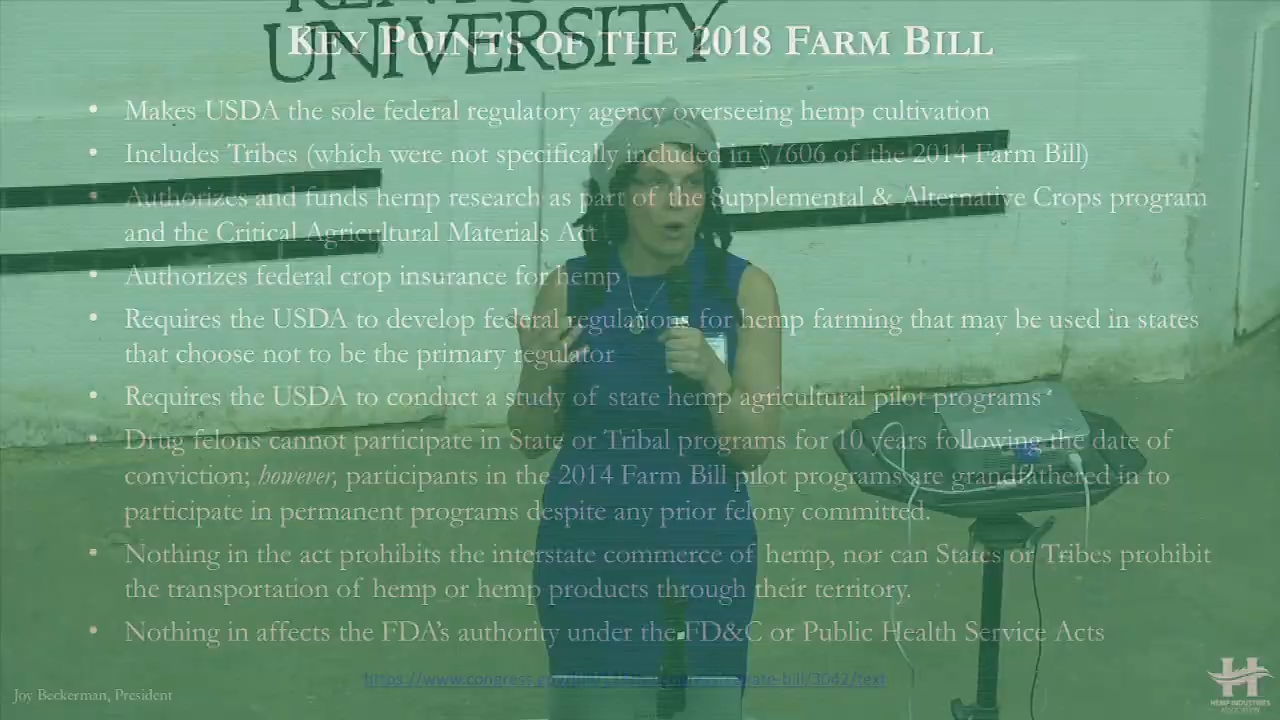 UNIVERSITY
KEY POINTS OF THE 2018 FARM BILL
• Makes USDA the sole federal regulatory agency overseeing hemp cultivation
• Includes Tribes (which were not specifically included in §7606 of the 2014 Farm Bill)
• Authorizes and funds hemp research as part of the Supplemental & Alternative Crops program
and the Critical Agricultural Materials Act
• Authorizes federal crop insurance for hemp
• Requires the USDA to develop federal regulations for hemp farming that may be used in states
that choose not to be the primary regulator
• Requires the USDA to conduct a study of state hemp agricultural pilot programs
• Drug felons cannot participate in State or Tribal programs for 10 years following the date of
conviction; however, participants in the 2014 Farm Bill pilot programs are grandfathered in to
participate in permanent programs despite any prior felony committed.
• Nothing in the act prohibits the interstate commerce of hemp, nor can States or Tribes prohibit
the transportation of hemp or hemp products through their territory.
• Nothing in affects the FDA's authority under the FD&C or Public Health Service Acts
Joy Beckerman, President
H
HEMP INDUSTRIES
ASSOCIATION